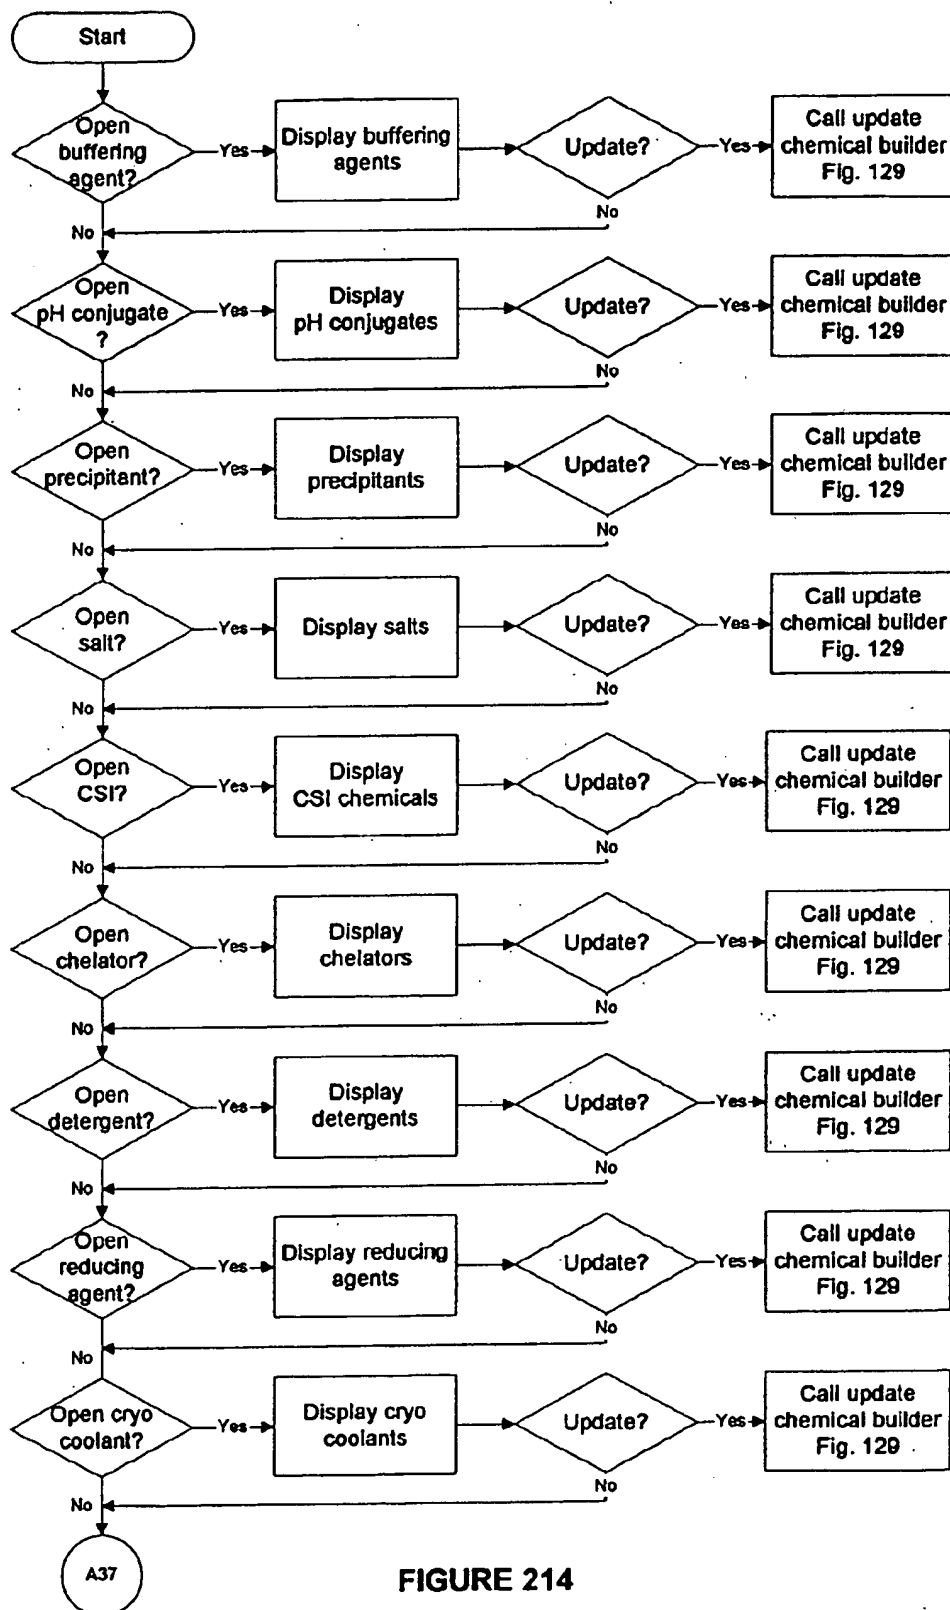 Start
Open
buffering
agent?
Yes
Display buffering
agents
Update?
Yes
Call update
chemical builder
Fig. 129
No
No
Open
pH conjugate
?
Yes
Display
pH conjugates
Update?
Yes
Call update
chemical builder
Fig. 129
No
No
Open
precipitant?
Yes
Display
precipitants
Update?
Yes
Call update
chemical builder
Fig. 129
No
No
Open
salt?
Yes
Display salts
Update?
Yes
Call update
chemical builder
Fig. 129
No
No
Open
CSI?
Yes
Display
CSI chemicals
Update?
Yes
Call update
chemical builder
Fig. 129
No
No
Open
chelator?
Yes
Display
chelators
Update?
Yes
Call update
chemical builder
Fig. 129
No
No
Open
detergent?
Yes
Display
detergents
Update?
Yes
Call update
chemical builder
Fig. 129
No
No
Open
reducing
agent?
Yes
Display reducing
agents
Update?
Yes
Call update
chemical builder
Fig. 129
No
No
Open cryo
coolant?
Yes
Display cryo
coolants
Update?
Yes
Call update
chemical builder
Fig. 129
No
No
A37
FIGURE 214